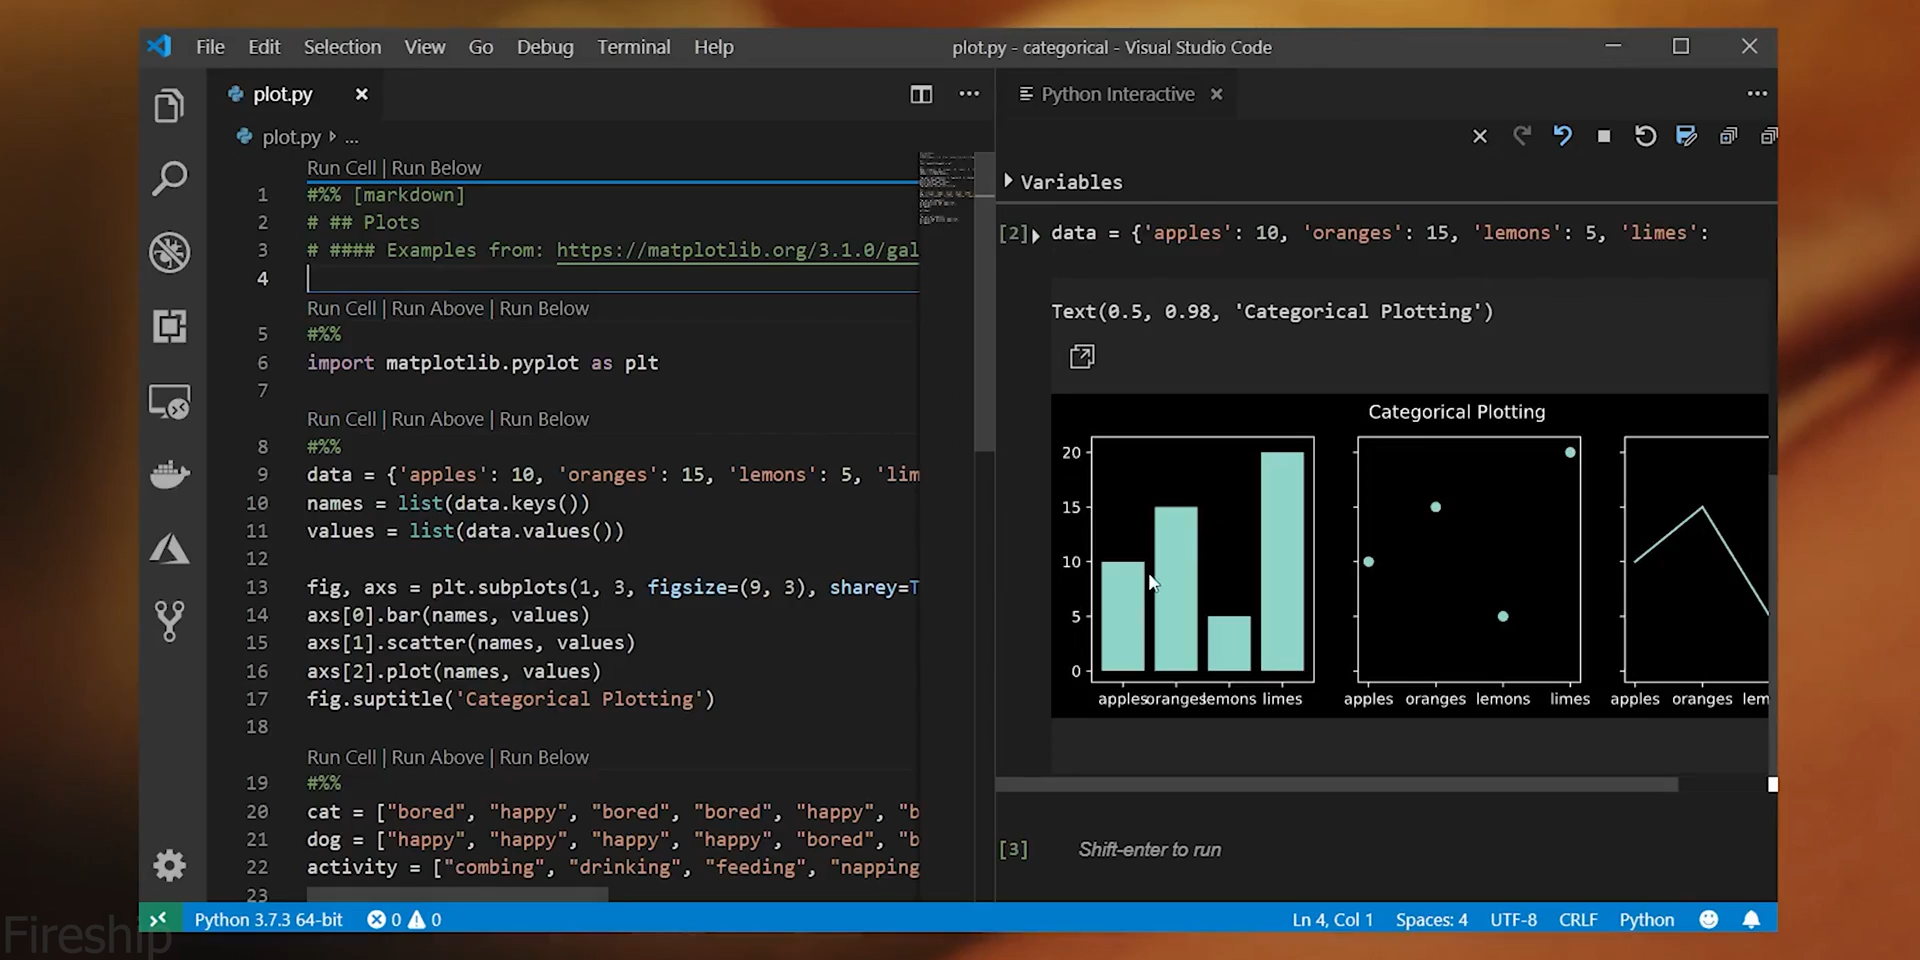 File Edit Selection View Go Debug Terminal Help
plot.py - categorical - Visual Studio Code
plot.py
Python Interactive
plot.py ...
Run Cell | Run Below
1 #%% [markdown]
2 # ## Plots
3 # #### Examples from: https://matplotlib.org/3.1.0/gal
4
Run Cell | Run Above | Run Below
5 #%%
6 import matplotlib.pyplot as plt
7
Run Cell | Run Above | Run Below
8 #%%
9 data = {'apples': 10, 'oranges': 15, 'lemons': 5, 'lim
10 names = list(data.keys())
11 values = list(data.values())
12
13 fig, axs = plt.subplots(1, 3, figsize=(9, 3), sharey=T
14 axs[0].bar(names, values)
15 axs[1].scatter(names, values)
16 axs[2].plot(names, values)
17 fig.suptitle('Categorical Plotting')
18
Run Cell | Run Above | Run Below
19 #%%
20 cat = ["bored", "happy", "bored", "bored", "happy", "b
21 dog = ["happy", "happy", "happy", "happy", "bored", "b
22 activity = ["combing", "drinking", "feeding", "napping
23
Variables
[2] data = {'apples': 10, 'oranges': 15, 'lemons': 5, 'limes':
Text(0.5, 0.98, 'Categorical Plotting')
Categorical Plotting
20
15
10
5
0
apples oranges lemons limes
apples oranges lemons limes
apples oranges lem
[3] Shift-enter to run
Python 3.7.3 64-bit 0 0
Ln 4, Col 1 Spaces: 4 UTF-8 CRLF Python
Fireship